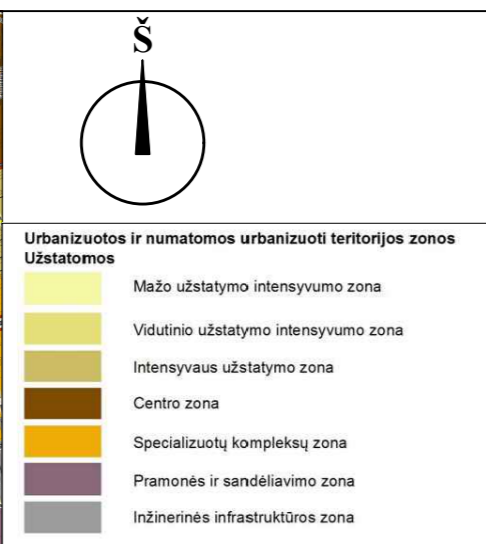 Š
Urbanizuotos ir numatomos urbanizuoti teritorijos zonos
Užstatomos
Mažo užstatymo intensyvumo zona
Vidutinio užstatymo intensyvumo zona
Intensyvaus užstatymo zona
Centro zona
Specializuotų kompleksų zona
Pramonės ir sandėliavimo zona
Inžinerinės infrastruktūros zona